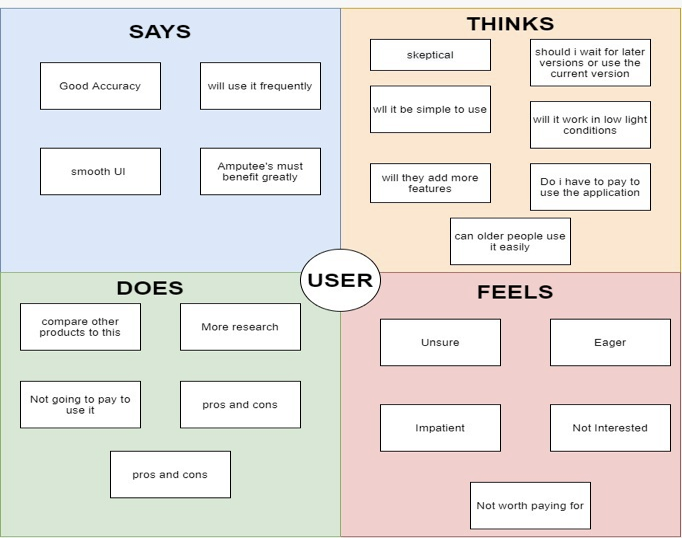 SAYS
Good Accuracy
will use it frequently
smooth UI
Amputee's must
benefit greatly
THINKS
skeptical
should i wait for later
versions or use the
current version
wll it be simple to use
will it work in low light
conditions
will they add more
features
Do i have to pay to
use the application
can older people use
it easily
USER
DOES
compare other
products to this
More research
Not going to pay to
use it
pros and cons
pros and cons
FEELS
Unsure
Eager
Impatient
Not Interested
Not worth paying for